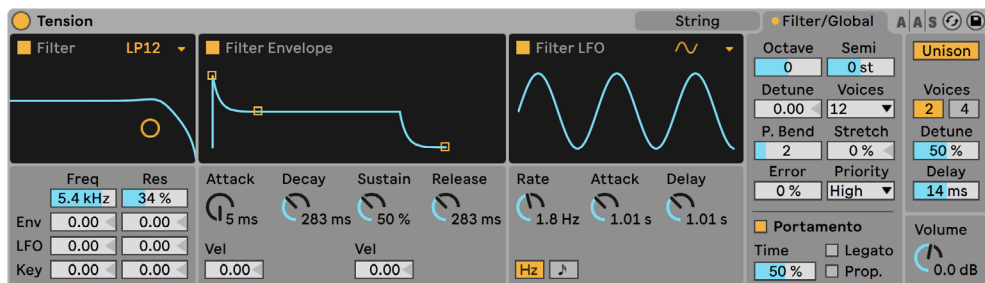 Tension
String
Filter/Global
A A S
Filter
LP12
Filter Envelope
Filter LFO
Octave
Semi
0
0 st
Detune
Voices
0.00
12
P. Bend
Stretch
2
0 %
Error
Priority
0 %
High
Unison
Voices
2
4
Detune
50 %
Delay
14 ms
Freq
Res
5.4 kHz
34 %
Env
0.00
0.00
LFO
0.00
0.00
Key
0.00
0.00
Attack
Decay
Sustain
Release
5 ms
283 ms
50 %
283 ms
Vel
Vel
0.00
0.00
Rate
Attack
Delay
1.8 Hz
1.01 s
1.01 s
Hz
♪
Portamento
Time
Legato
50 %
Prop.
Volume
0.0 dB